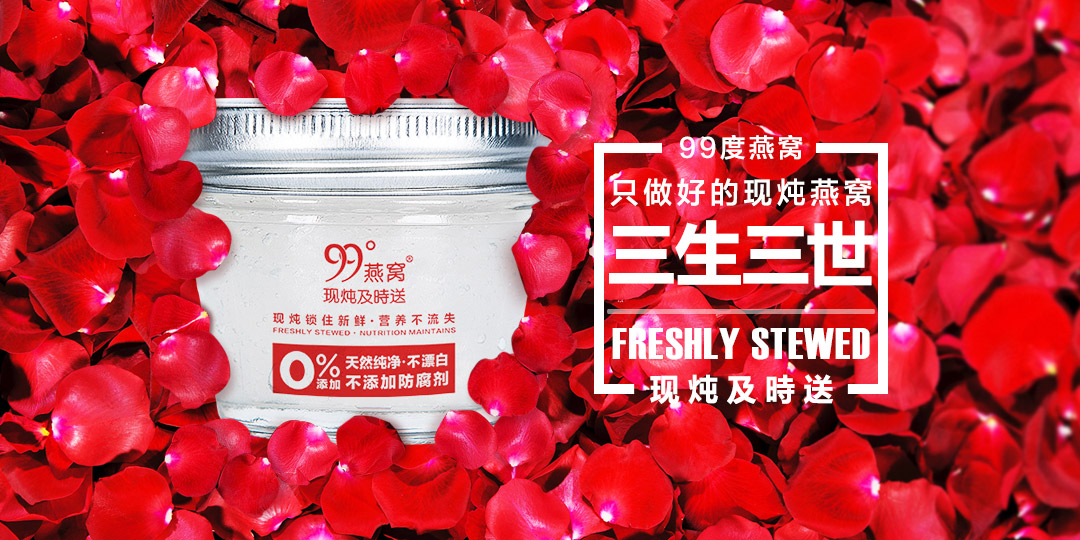 99°燕窝®
现炖及時送
现炖锁住新鲜·营养不流失
FRESHLY STEWED · NUTRITION MAINTAINS
0%添加
天然纯净·不漂白
不添加防腐剂
99度燕窝
只做好的现炖燕窝
三生三世
FRESHLY STEWED
现炖及時送